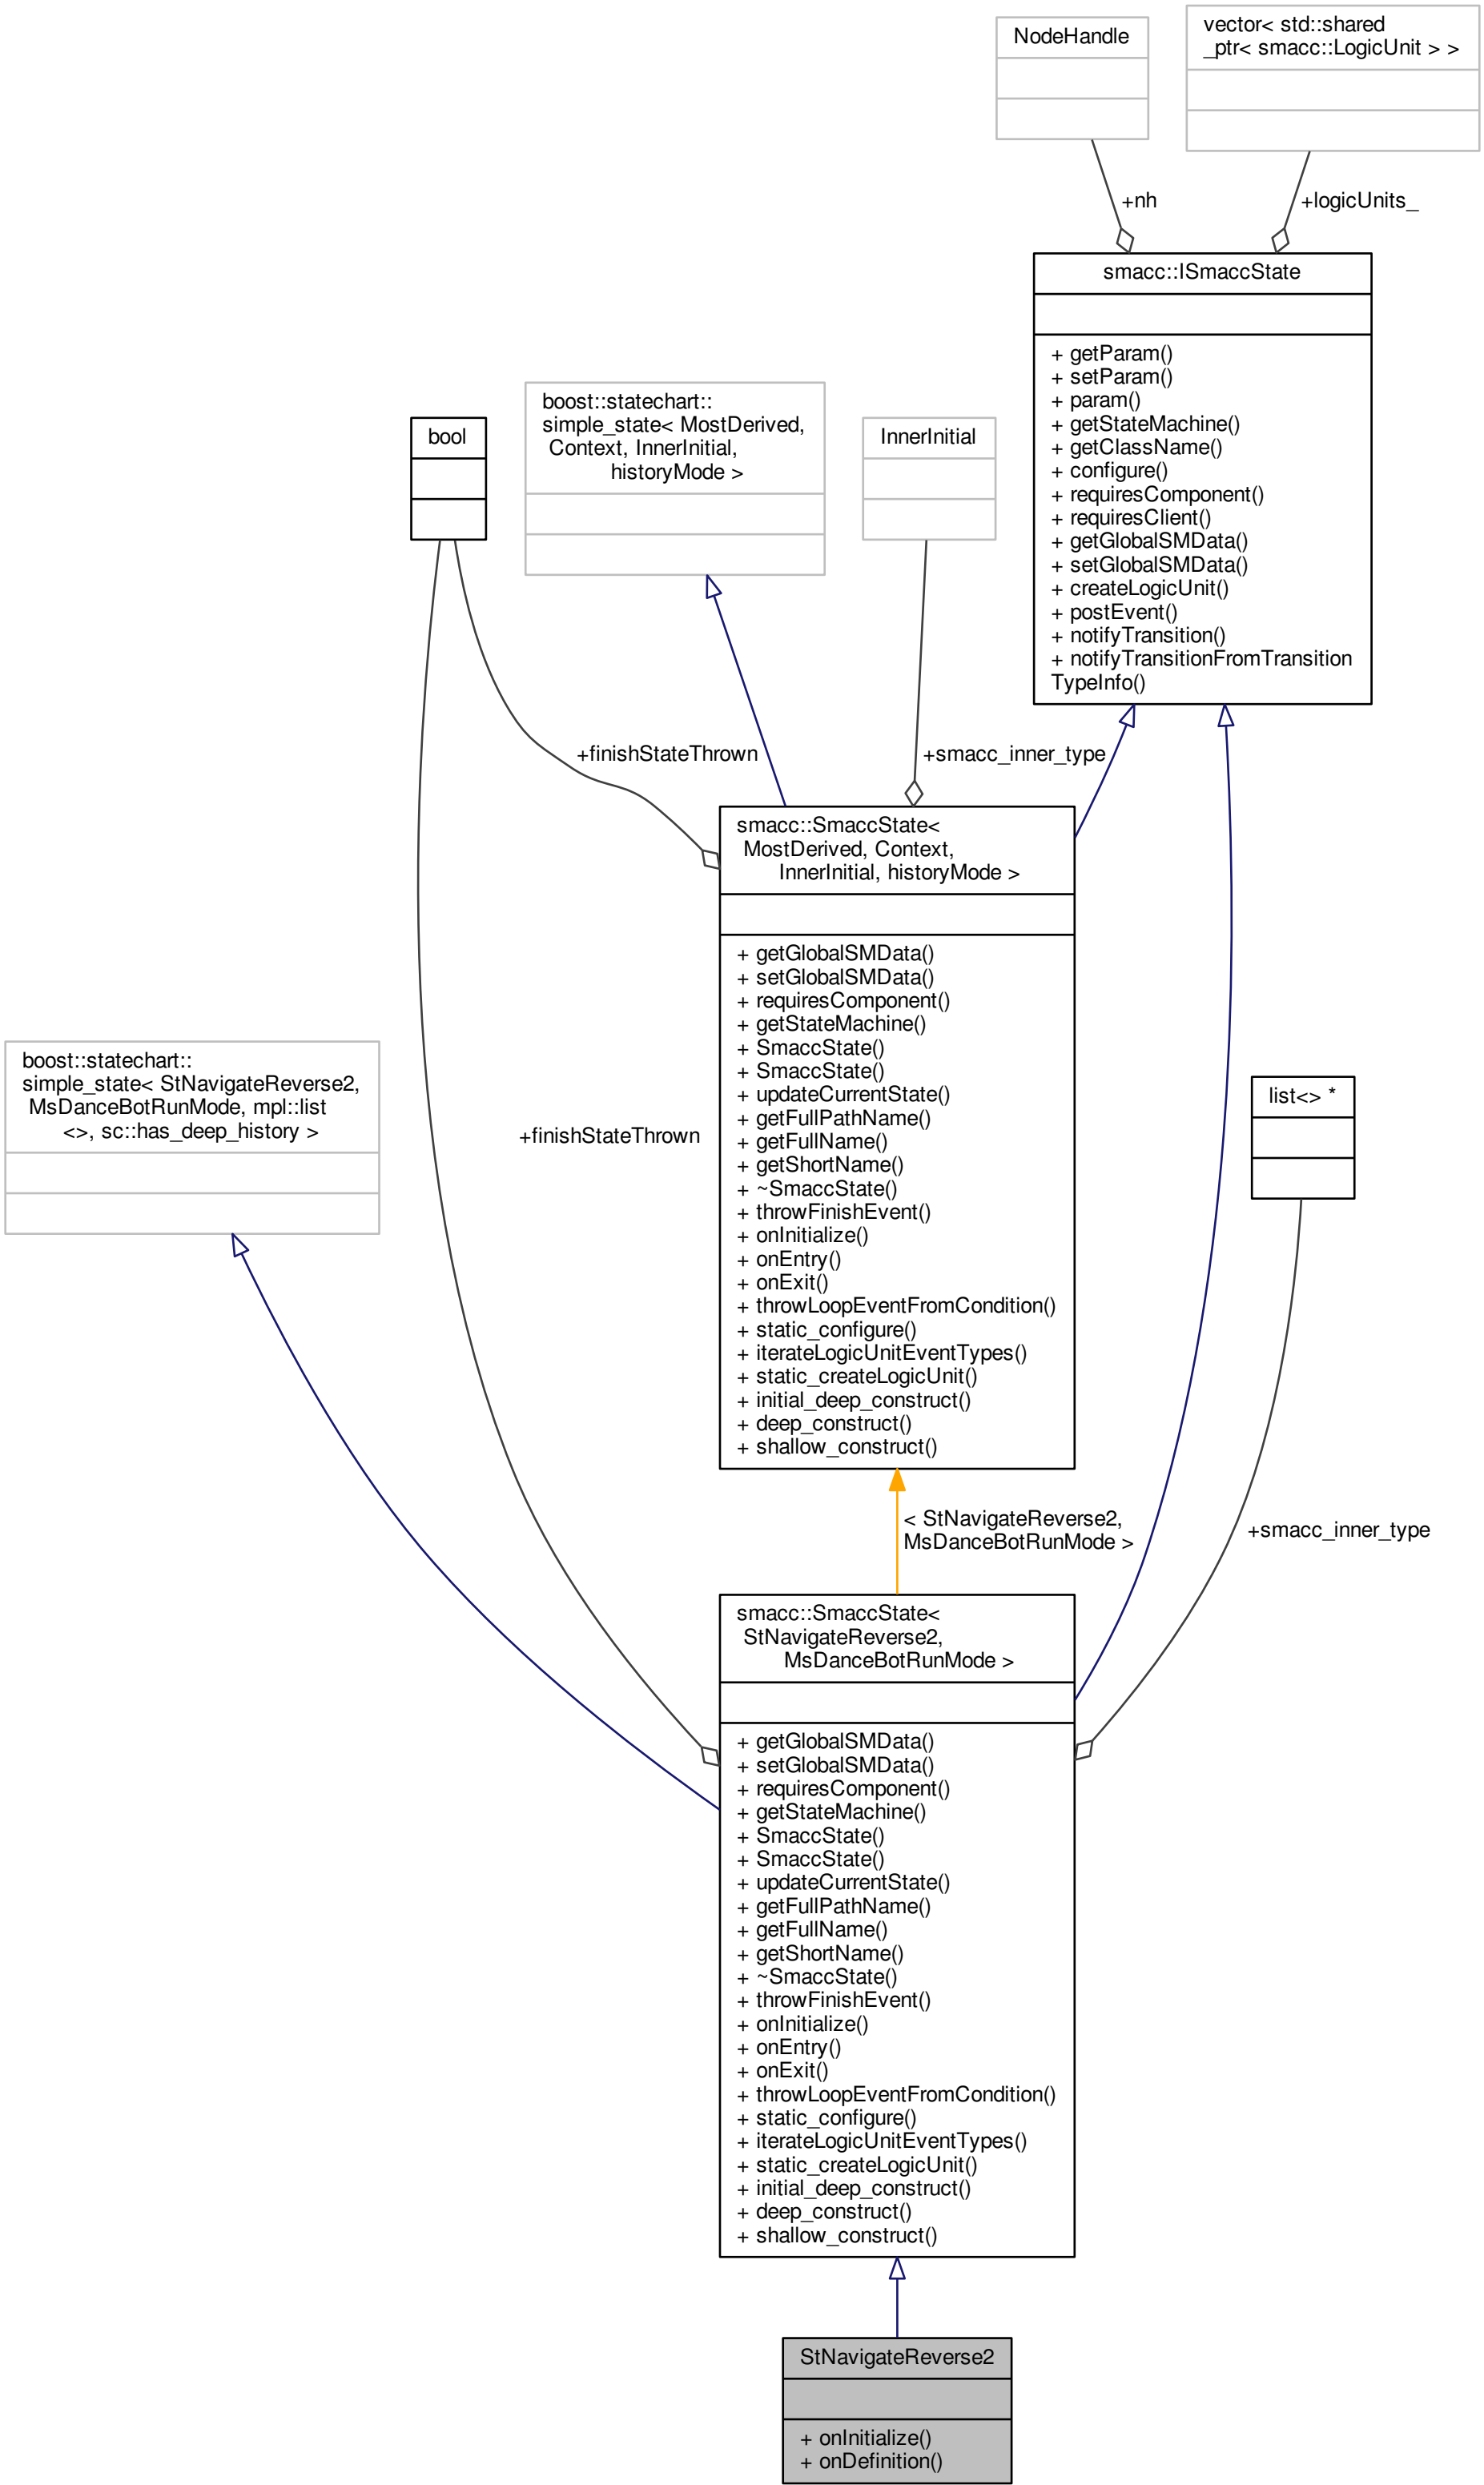 NodeHandle
vector< std::shared
_ptr< smacc::LogicUnit > >
+nh
+logicUnits_
smacc::ISmaccState
+ getParam()
+ setParam()
+ param()
+ getStateMachine()
+ getClassName()
+ configure()
+ requiresComponent()
+ requiresClient()
+ getGlobalSMData()
+ setGlobalSMData()
+ createLogicUnit()
+ postEvent()
+ notifyTransition()
+ notifyTransitionFromTransition
TypeInfo()
bool
boost::statechart::
simple_state< MostDerived,
Context, InnerInitial,
historyMode >
InnerInitial
+finishStateThrown
+smacc_inner_type
smacc::SmaccState<
MostDerived, Context,
InnerInitial, historyMode >
+ getGlobalSMData()
+ setGlobalSMData()
+ requiresComponent()
+ getStateMachine()
+ SmaccState()
+ SmaccState()
+ updateCurrentState()
+ getFullPathName()
+ getFullName()
+ getShortName()
+ ~SmaccState()
+ throwFinishEvent()
+ onInitialize()
+ onEntry()
+ onExit()
+ throwLoopEventFromCondition()
+ static_configure()
+ iterateLogicUnitEventTypes()
+ static_createLogicUnit()
+ initial_deep_construct()
+ deep_construct()
+ shallow_construct()
boost::statechart::
simple_state< StNavigateReverse2,
MsDanceBotRunMode, mpl::list
<>, sc::has_deep_history >
+finishStateThrown
list<> *
< StNavigateReverse2,
MsDanceBotRunMode >
+smacc_inner_type
smacc::SmaccState<
StNavigateReverse2,
MsDanceBotRunMode >
+ getGlobalSMData()
+ setGlobalSMData()
+ requiresComponent()
+ getStateMachine()
+ SmaccState()
+ SmaccState()
+ updateCurrentState()
+ getFullPathName()
+ getFullName()
+ getShortName()
+ ~SmaccState()
+ throwFinishEvent()
+ onInitialize()
+ onEntry()
+ onExit()
+ throwLoopEventFromCondition()
+ static_configure()
+ iterateLogicUnitEventTypes()
+ static_createLogicUnit()
+ initial_deep_construct()
+ deep_construct()
+ shallow_construct()
StNavigateReverse2
+ onInitialize()
+ onDefinition()